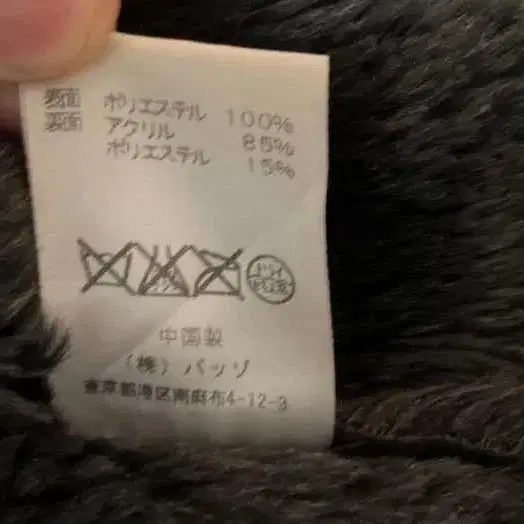 表面 ポリエステル 100%
裏面 アクリル 85%
ポリエステル 15%
中国製
(株) バッゾ
東京都港区南麻布4-12-3